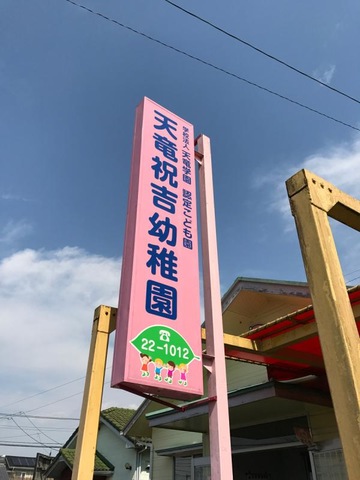 学校法人 天竜学園 認定こども園
天竜祝吉幼稚園
☎
22-1012